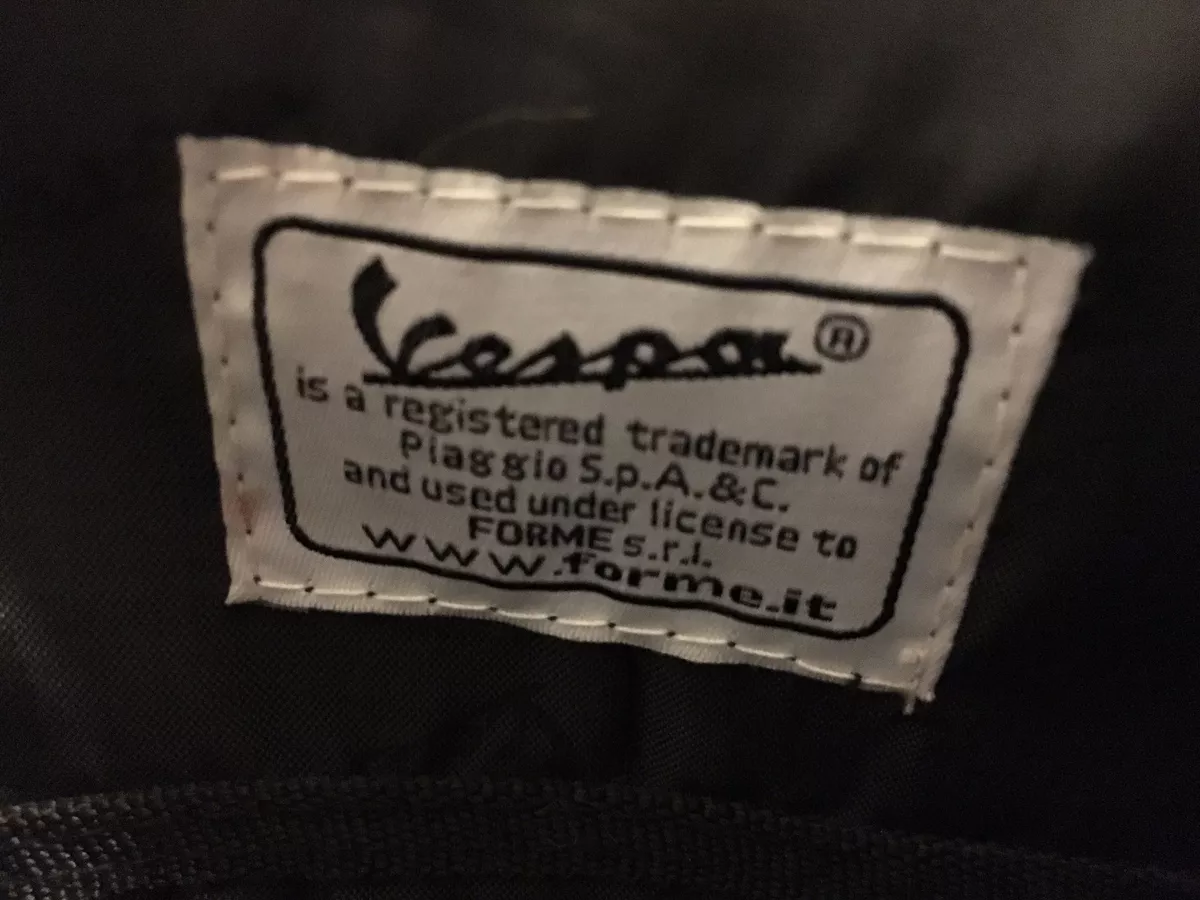 Vespa®
is a registered trademark of
Piaggio S.p.A.&C.
and used under license to
FORME s.r.l.
www.forme.it